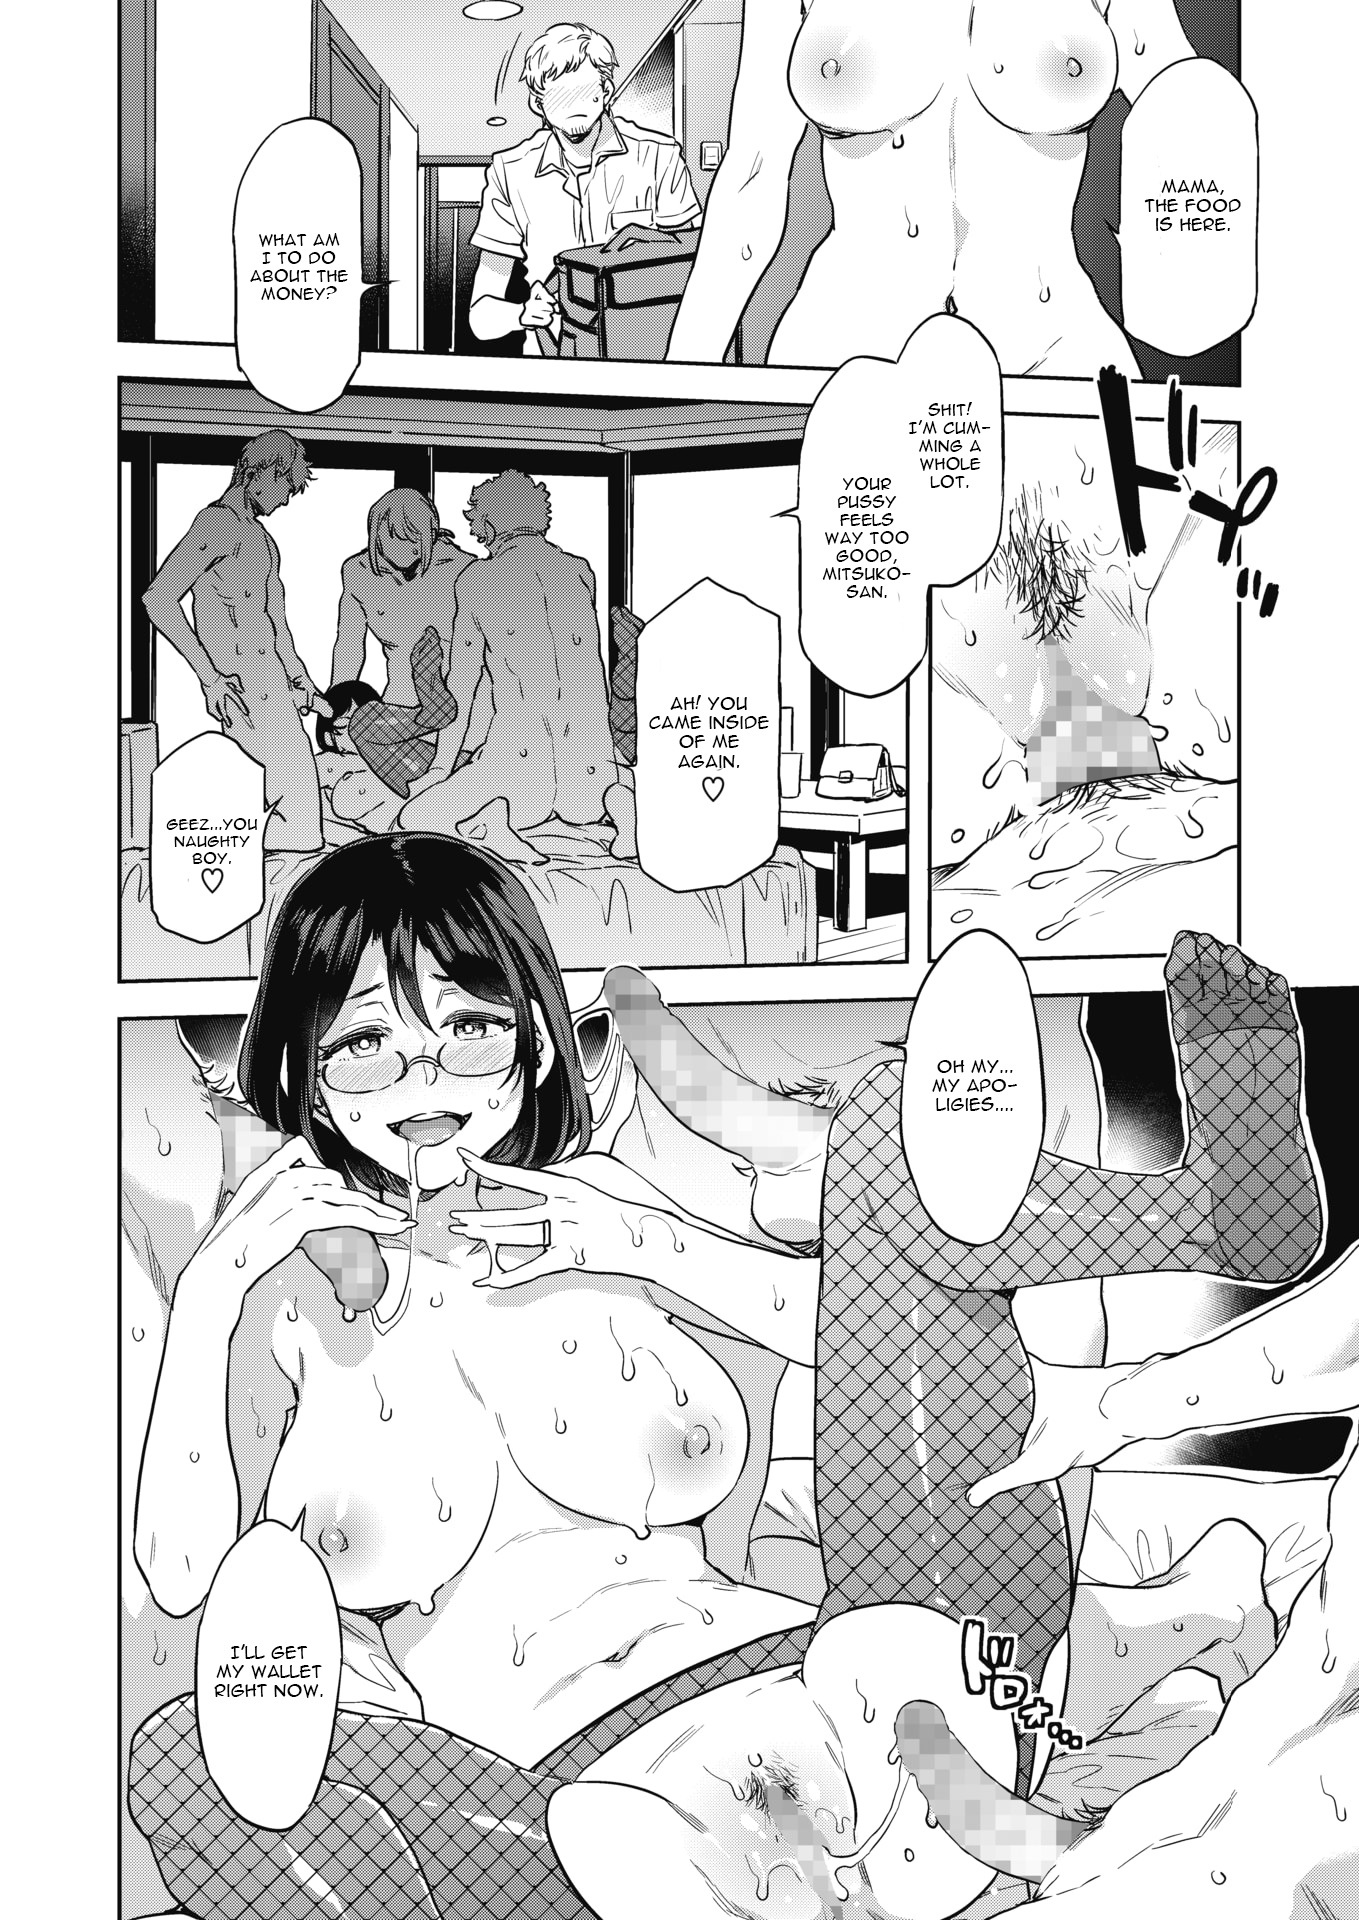 MAMA,
THE FOOD
IS HERE.
WHAT AM
I TO DO
ABOUT THE
MONEY?
SHIT!
I'M CUM-
MING A
WHOLE
LOT.
YOUR
PUSSY
FEELS
WAY TOO
GOOD,
MITSUKO-
SAN.
ドプッ
AH! YOU
CAME INSIDE
OF ME
AGAIN.
♡
GEEZ...YOU
NAUGHTY
BOY.
♡
OH MY...
MY APO-
LIGIES....
I'LL GET
MY WALLET
RIGHT NOW.
ドロォ...